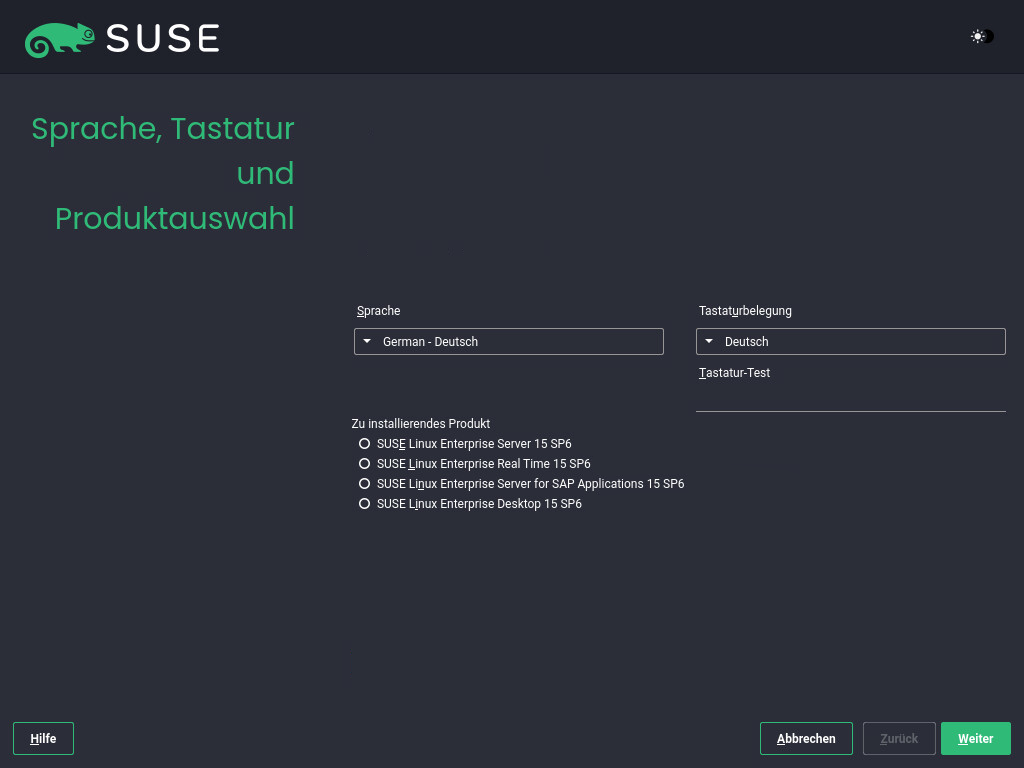 SUSE
Sprache, Tastatur
und
Produktauswahl
Sprache
Tastaturbelegung
German - Deutsch
Deutsch
Tastatur-Test
Zu installierendes Produkt
SUSE Linux Enterprise Server 15 SP6
SUSE Linux Enterprise Real Time 15 SP6
SUSE Linux Enterprise Server for SAP Applications 15 SP6
SUSE Linux Enterprise Desktop 15 SP6
Hilfe
Abbrechen
Zurück
Weiter